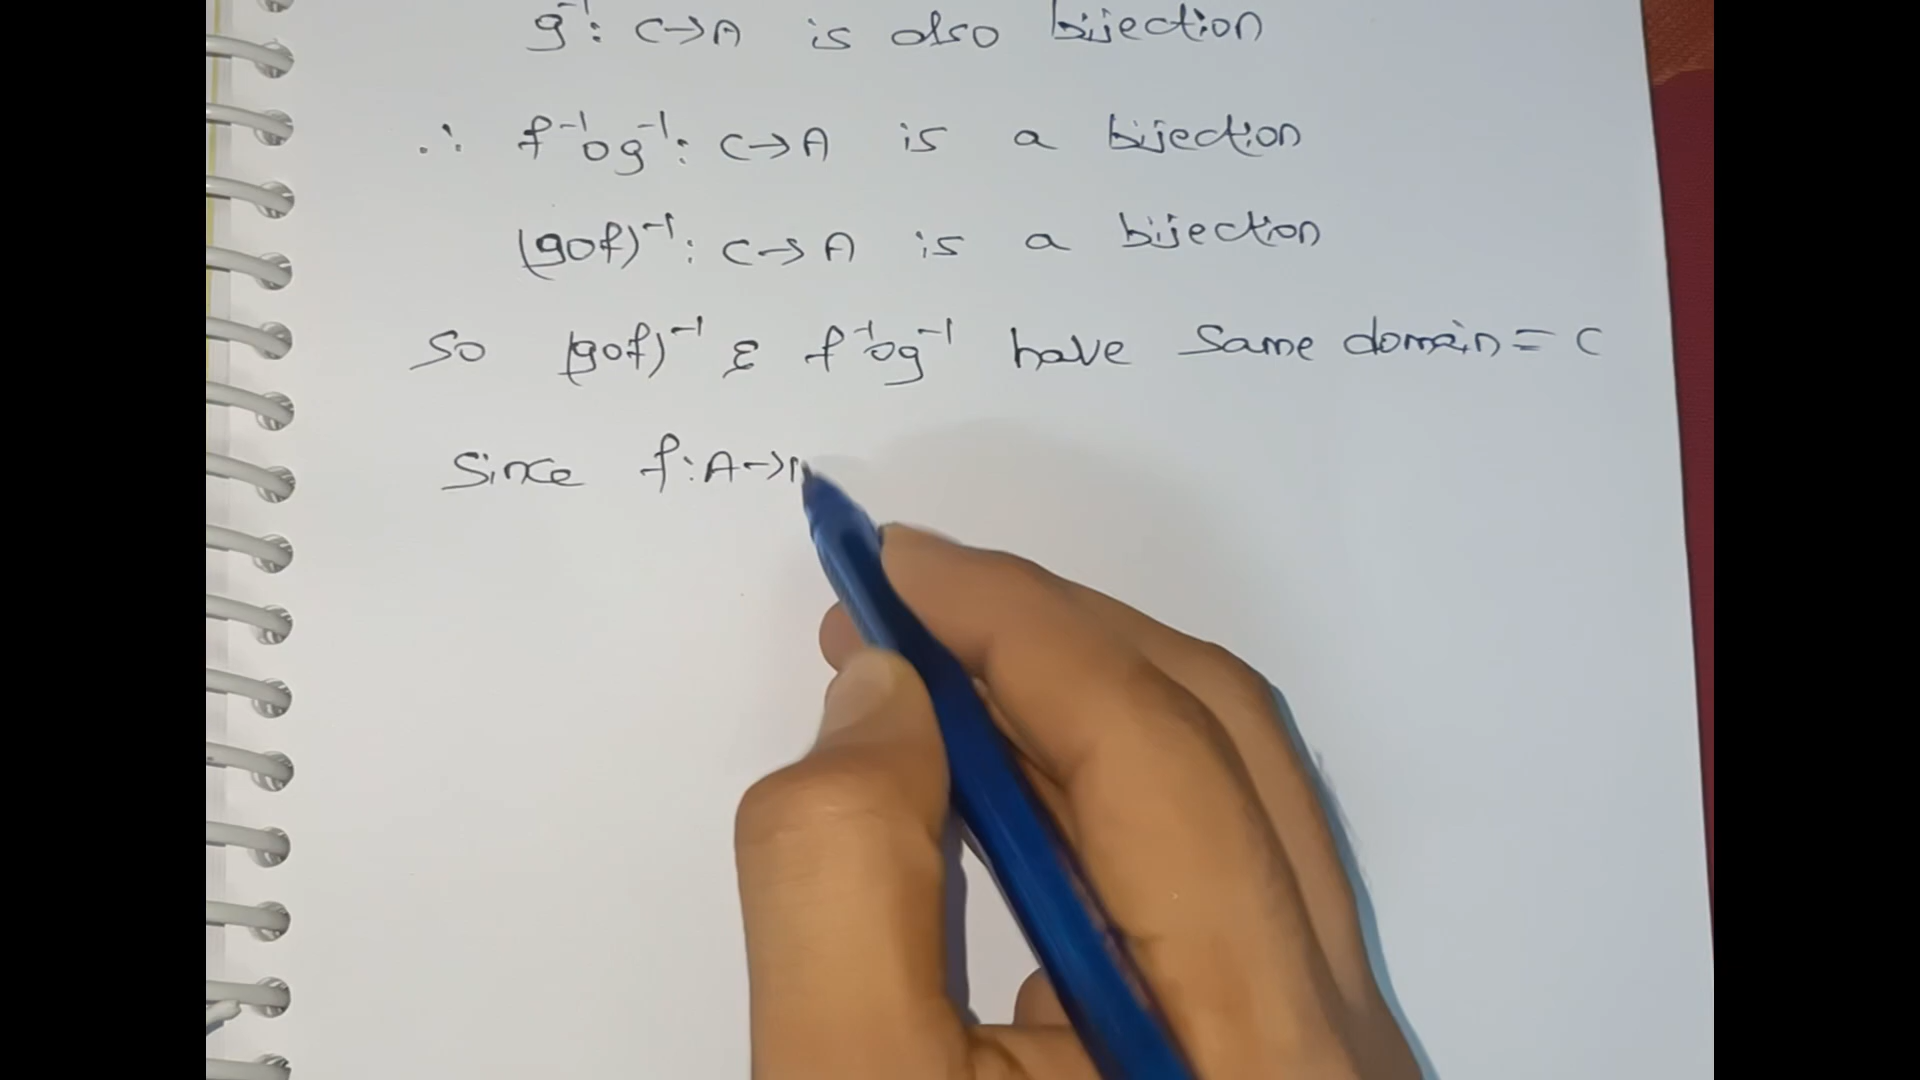 g⁻¹: C→A is also bijection
∴ f⁻¹og⁻¹: C→A is a bijection
(gof)⁻¹: C→A is a bijection
So (gof)⁻¹ & f⁻¹og⁻¹ have same domain = C
Since f: A→